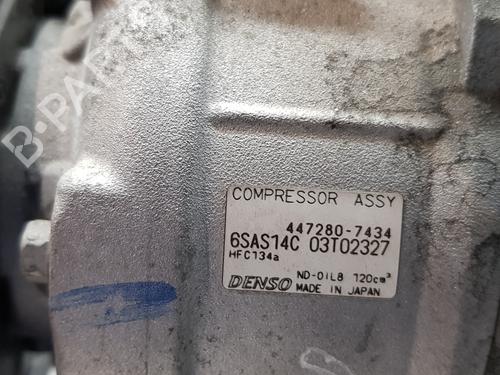 B-PARTS
COMPRESSOR ASSY
447280-7434
6SAS14C 03T02327
HFC134a
ND-OIL8 120cm³
DENSO MADE IN JAPAN